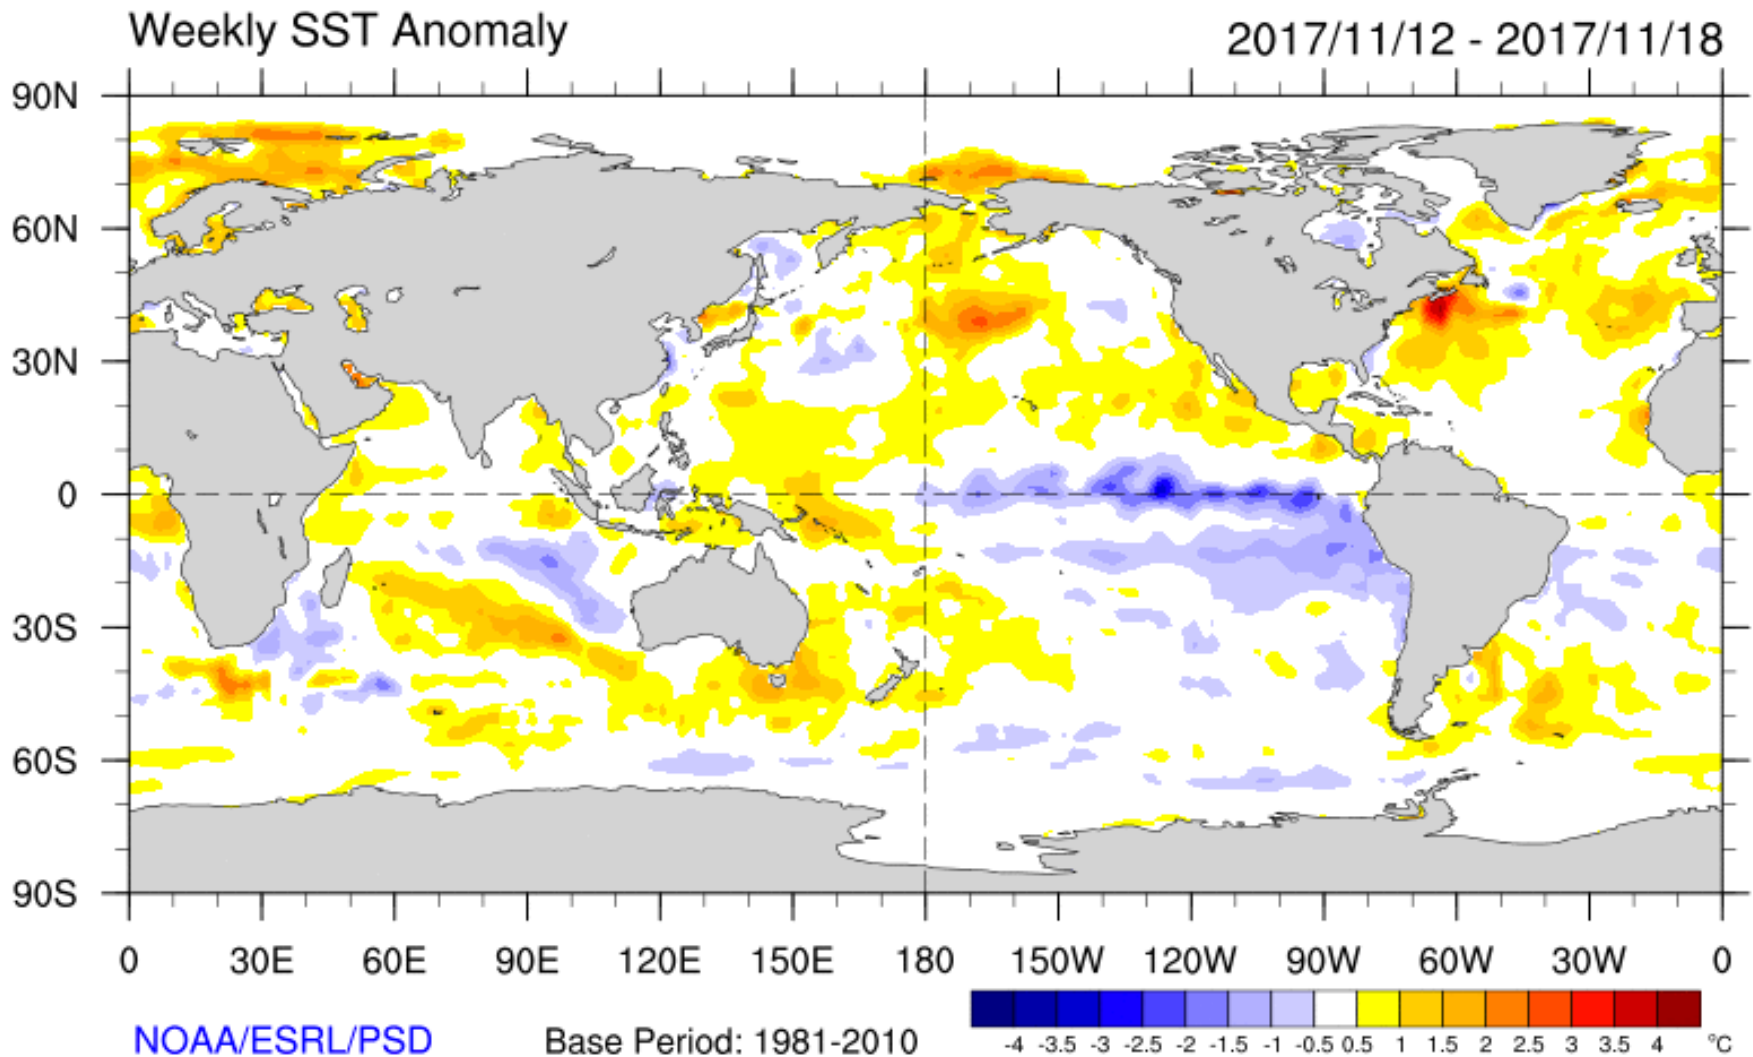 Weekly SST Anomaly
2017/11/12 - 2017/11/18
90N
60N
30N
0
30S
60S
90S
0 30E 60E 90E 120E 150E 180 150W 120W 90W 60W 30W 0
-4 -3.5 -3 -2.5 -2 -1.5 -1 -0.5 0.5 1 1.5 2 2.5 3 3.5 4 °C
NOAA/ESRL/PSD
Base Period: 1981-2010